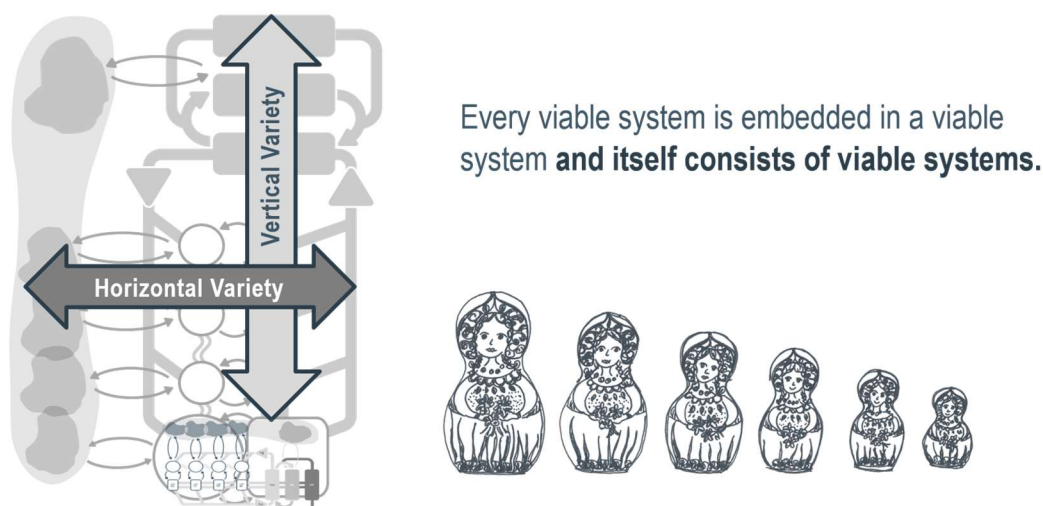 Vertical Variety
Horizontal Variety
Every viable system is embedded in a viable
system and itself consists of viable systems.